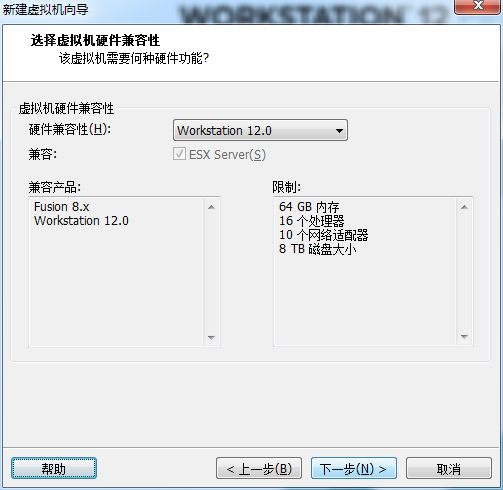 新建虚拟机向导
WORKSTATION 12
选择虚拟机硬件兼容性
该虚拟机需要何种硬件功能?
虚拟机硬件兼容性
硬件兼容性(H):
Workstation 12.0
兼容:
ESX Server(S)
兼容产品:
Fusion 8.x
Workstation 12.0
限制:
64 GB 内存
16 个处理器
10 个网络适配器
8 TB 磁盘大小
帮助
< 上一步(B)
下一步(N) >
取消